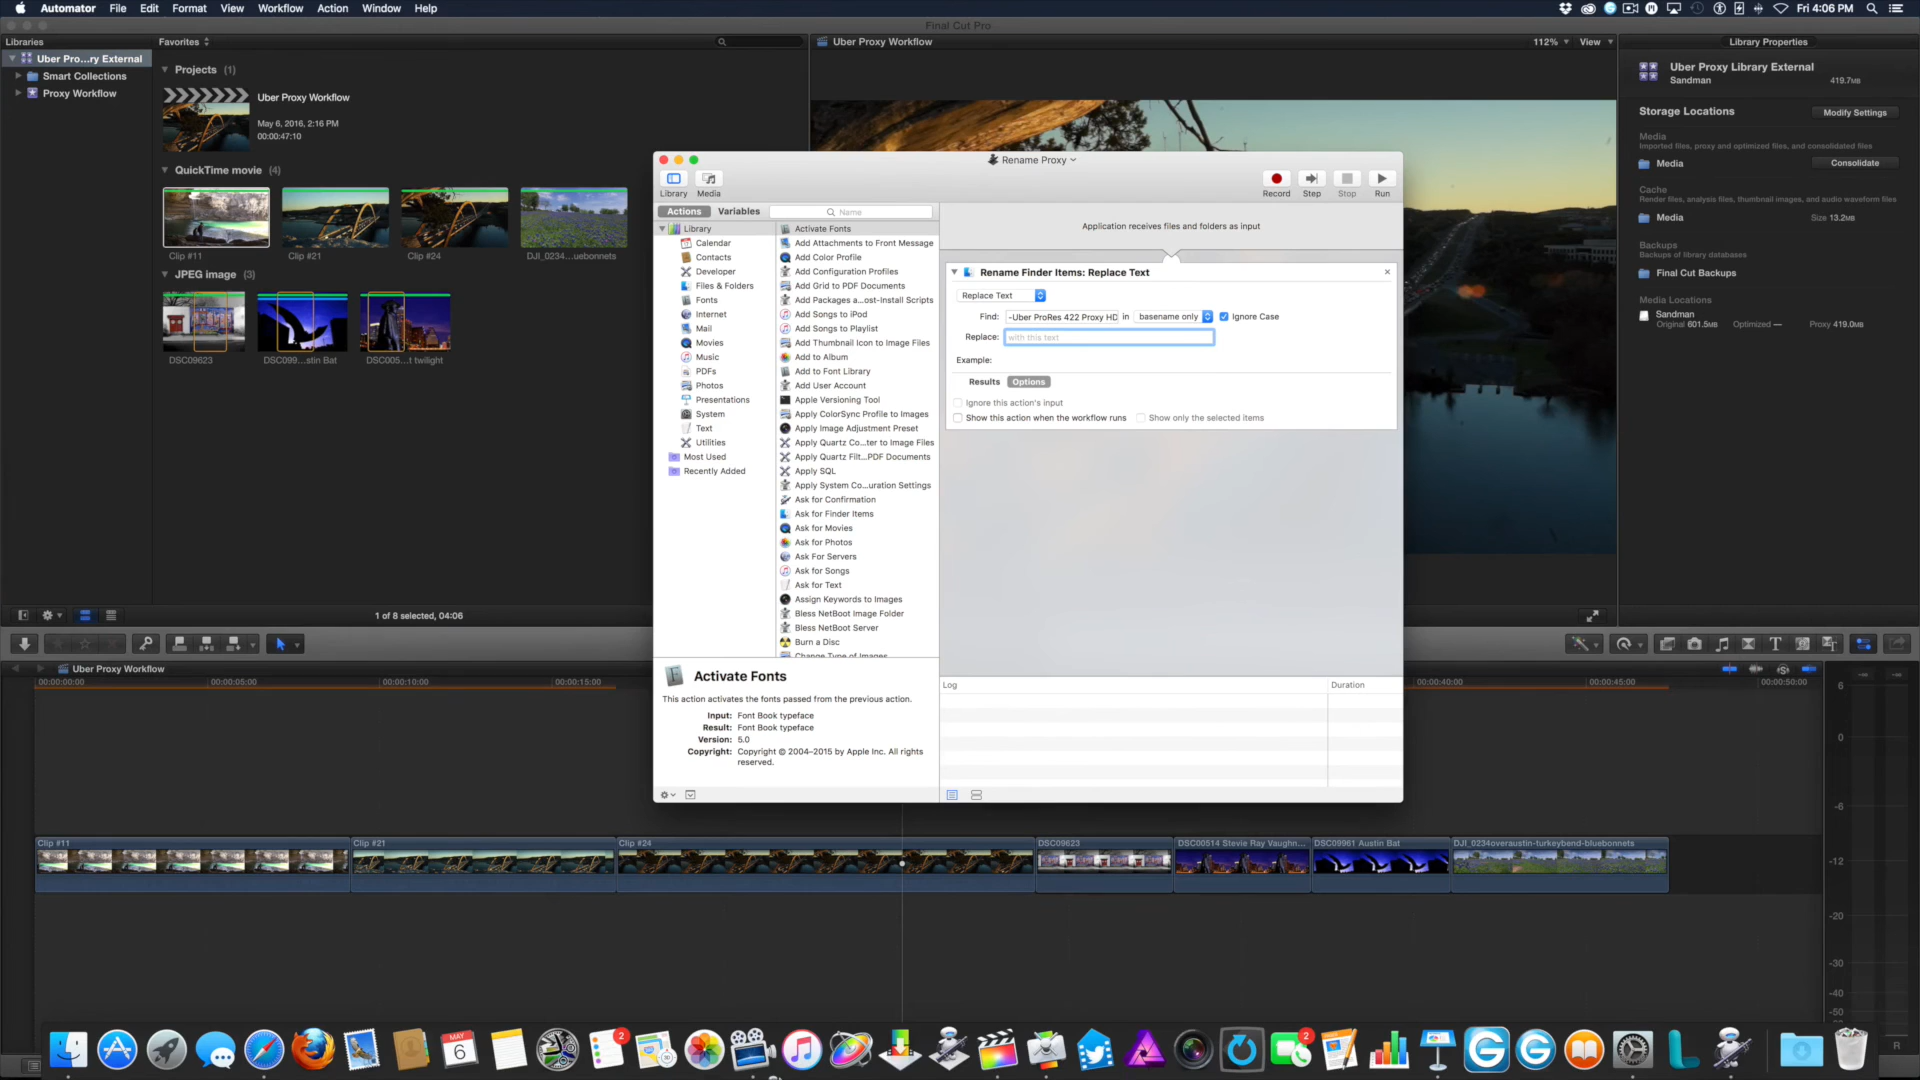 Automator File Edit Format View Workflow Action Window Help
Fri 4:06 PM
Final Cut Pro
Libraries
Favorites
Uber Proxy Workflow
112% View
Library Properties
Uber Pro...ry External
Smart Collections
Proxy Workflow
Projects (1)
Uber Proxy Workflow
May 6, 2016, 2:16 PM
00:00:47:10
QuickTime movie (4)
Clip #11
Clip #21
Clip #24
DJI_0234...uebonnets
JPEG image (3)
DSC09623
DSC099...stin Bat
DSC005...t twilight
1 of 8 selected, 04:06
Uber Proxy Library External
Sandman 419.7MB
Storage Locations
Modify Settings
Media
Imported files, proxy and optimized files, and consolidated files
Media
Consolidate
Cache
Render files, analysis files, thumbnail images, and audio waveform files
Media
Size 13.2MB
Backups
Backups of library databases
Final Cut Backups
Media Locations
Sandman
Original 601.5MB Optimized — Proxy 419.0MB
Rename Proxy
Library Media
Record Step Stop Run
Actions Variables
Name
Library
Calendar
Contacts
Developer
Files & Folders
Fonts
Internet
Mail
Movies
Music
PDFs
Photos
Presentations
System
Text
Utilities
Most Used
Recently Added
Activate Fonts
Add Attachments to Front Message
Add Color Profile
Add Configuration Profiles
Add Grid to PDF Documents
Add Packages a...ost-Install Scripts
Add Songs to iPod
Add Songs to Playlist
Add Thumbnail Icon to Image Files
Add to Album
Add to Font Library
Add User Account
Apple Versioning Tool
Apply ColorSync Profile to Images
Apply Image Adjustment Preset
Apply Quartz Co...ter to Image Files
Apply Quartz Filt...PDF Documents
Apply SQL
Apply System Co...uration Settings
Ask for Confirmation
Ask for Finder Items
Ask for Movies
Ask for Photos
Ask For Servers
Ask for Songs
Ask for Text
Assign Keywords to Images
Bless NetBoot Image Folder
Bless NetBoot Server
Burn a Disc
Change Type of Images
Application receives files and folders as input
Rename Finder Items: Replace Text
Replace Text
Find: -Uber ProRes 422 Proxy HD in basename only Ignore Case
Replace: with this text
Example:
Results Options
Ignore this action's input
Show this action when the workflow runs Show only the selected items
Activate Fonts
This action activates the fonts passed from the previous action.
Input: Font Book typeface
Result: Font Book typeface
Version: 5.0
Copyright: Copyright © 2004–2015 by Apple Inc. All rights
reserved.
Log
Duration
Uber Proxy Workflow
00:00:00:00
00:00:05:00
00:00:10:00
00:00:15:00
00:00:40:00
00:00:45:00
00:00:50:00
Clip #11
Clip #21
Clip #24
DSC09623
DSC00514 Stevie Ray Vaughn...
DSC09961 Austin Bat
DJI_0234overaustin-turkeybend-bluebonnets
6
0
-6
-12
-20
-30
-40
-50
R
MAY
6
2
2